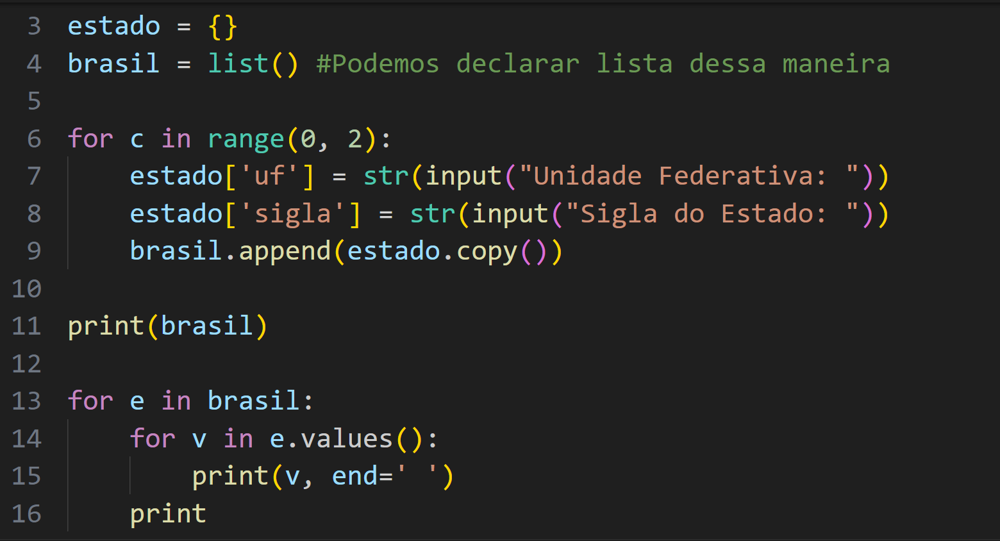 3 estado = {}
4 brasil = list() #Podemos declarar lista dessa maneira
5
6 for c in range(0, 2):
7     estado['uf'] = str(input("Unidade Federativa: "))
8     estado['sigla'] = str(input("Sigla do Estado: "))
9     brasil.append(estado.copy())
10
11 print(brasil)
12
13 for e in brasil:
14     for v in e.values():
15         print(v, end=' ')
16     print